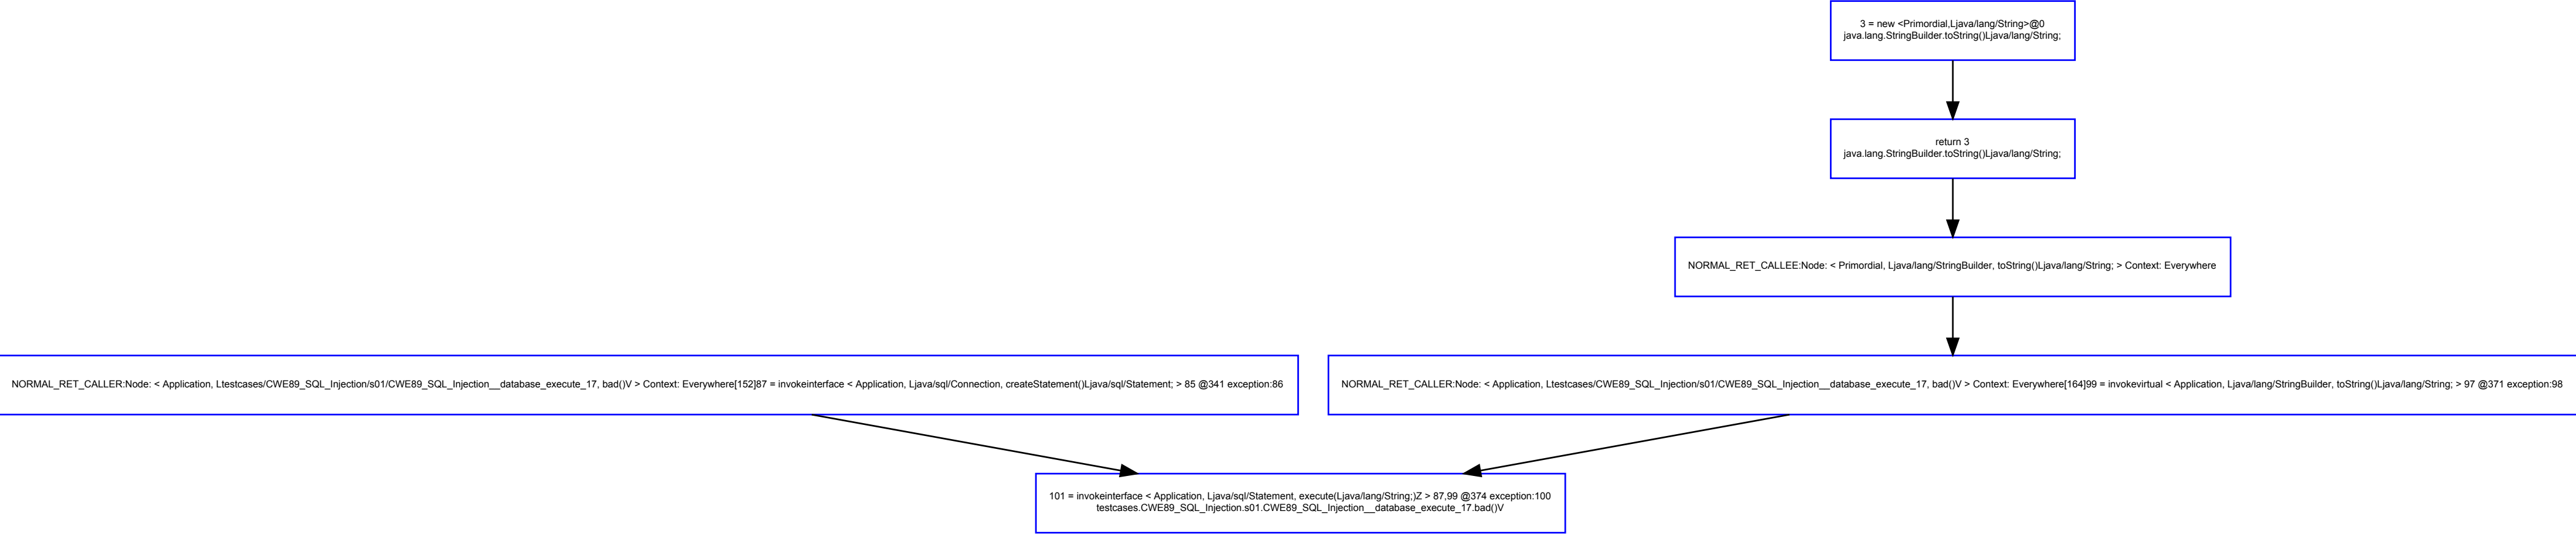 3 = new <Primordial,Ljava/lang/String>@0
java.lang.StringBuilder.toString()Ljava/lang/String;
return 3
java.lang.StringBuilder.toString()Ljava/lang/String;
NORMAL_RET_CALLEE:Node: < Primordial, Ljava/lang/StringBuilder, toString()Ljava/lang/String; > Context: Everywhere
NORMAL_RET_CALLER:Node: < Application, Ltestcases/CWE89_SQL_Injection/s01/CWE89_SQL_Injection__database_execute_17, bad()V > Context: Everywhere[152]87 = invokeinterface < Application, Ljava/sql/Connection, createStatement()Ljava/sql/Statement; > 85 @341 exception:86
NORMAL_RET_CALLER:Node: < Application, Ltestcases/CWE89_SQL_Injection/s01/CWE89_SQL_Injection__database_execute_17, bad()V > Context: Everywhere[164]99 = invokevirtual < Application, Ljava/lang/StringBuilder, toString()Ljava/lang/String; > 97 @371 exception:98
101 = invokeinterface < Application, Ljava/sql/Statement, execute(Ljava/lang/String;)Z > 87,99 @374 exception:100
testcases.CWE89_SQL_Injection.s01.CWE89_SQL_Injection__database_execute_17.bad()V